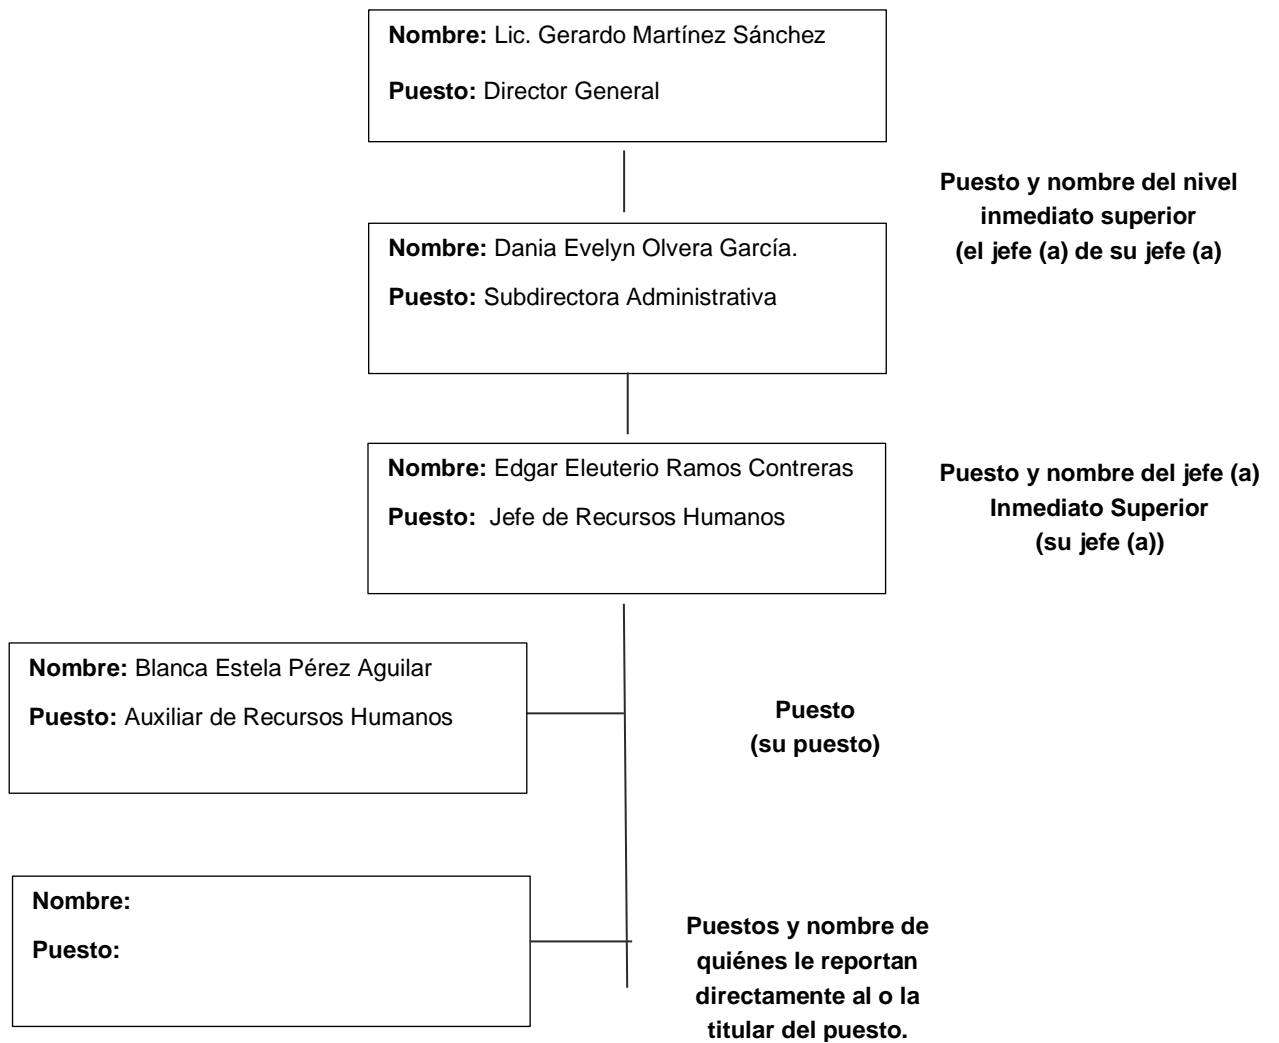 Nombre: Lic. Gerardo Martínez Sánchez
Puesto: Director General
Puesto y nombre del nivel
inmediato superior
(el jefe (a) de su jefe (a)
Nombre: Dania Evelyn Olvera García.
Puesto: Subdirectora Administrativa
Nombre: Edgar Eleuterio Ramos Contreras
Puesto: Jefe de Recursos Humanos
Puesto y nombre del jefe (a)
Inmediato Superior
(su jefe (a))
Nombre: Blanca Estela Pérez Aguilar
Puesto: Auxiliar de Recursos Humanos
Puesto
(su puesto)
Nombre:
Puesto:
Puestos y nombre de
quiénes le reportan
directamente al o la
titular del puesto.